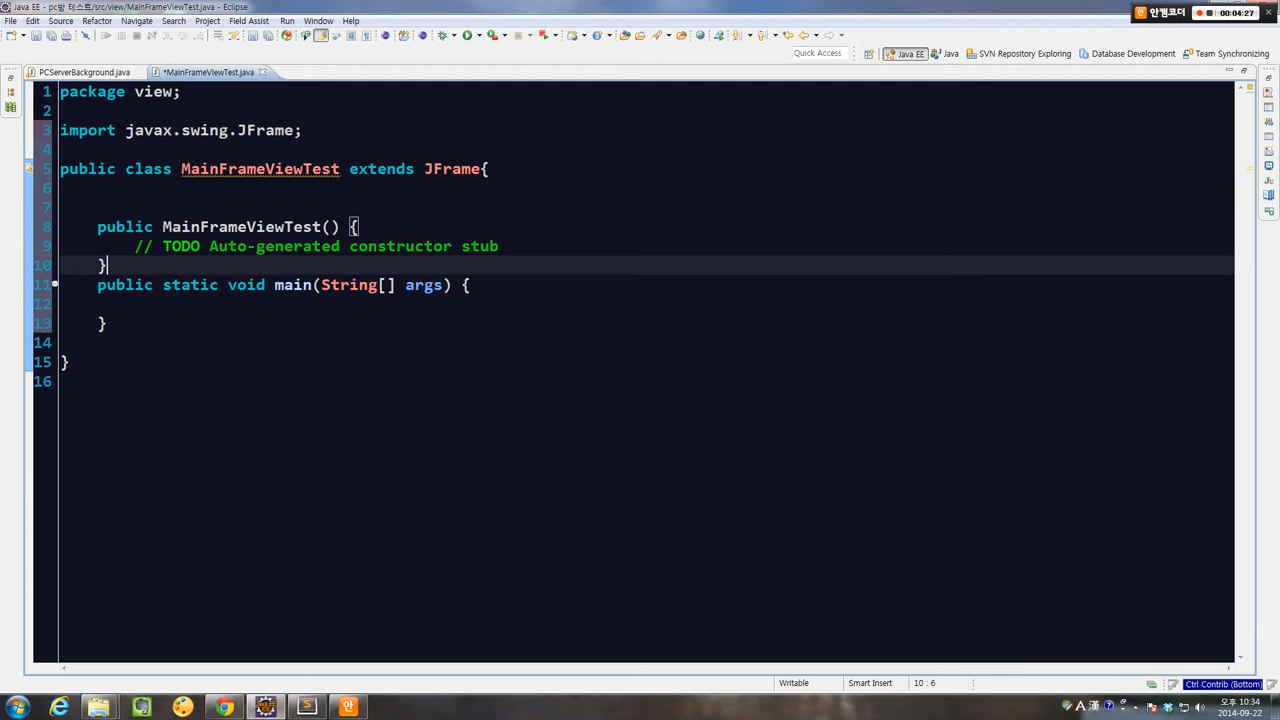 Java EE - pc방 테스트/src/view/MainFrameViewTest.java - Eclipse
안캠코더
00:04:27
File Edit Source Refactor Navigate Search Project Field Assist Run Window Help
Quick Access
Java EE Java SVN Repository Exploring Database Development Team Synchronizing
PCServerBackground.java *MainFrameViewTest.java
1 package view;
2
3 import javax.swing.JFrame;
4
5 public class MainFrameViewTest extends JFrame{
6
7
8 public MainFrameViewTest() {
9 // TODO Auto-generated constructor stub
10 }
11 public static void main(String[] args) {
12
13 }
14
15 }
16
Writable Smart Insert 10 : 6
Ctrl Contrib (Bottom)
A 漢
오후 10:34
2014-09-22